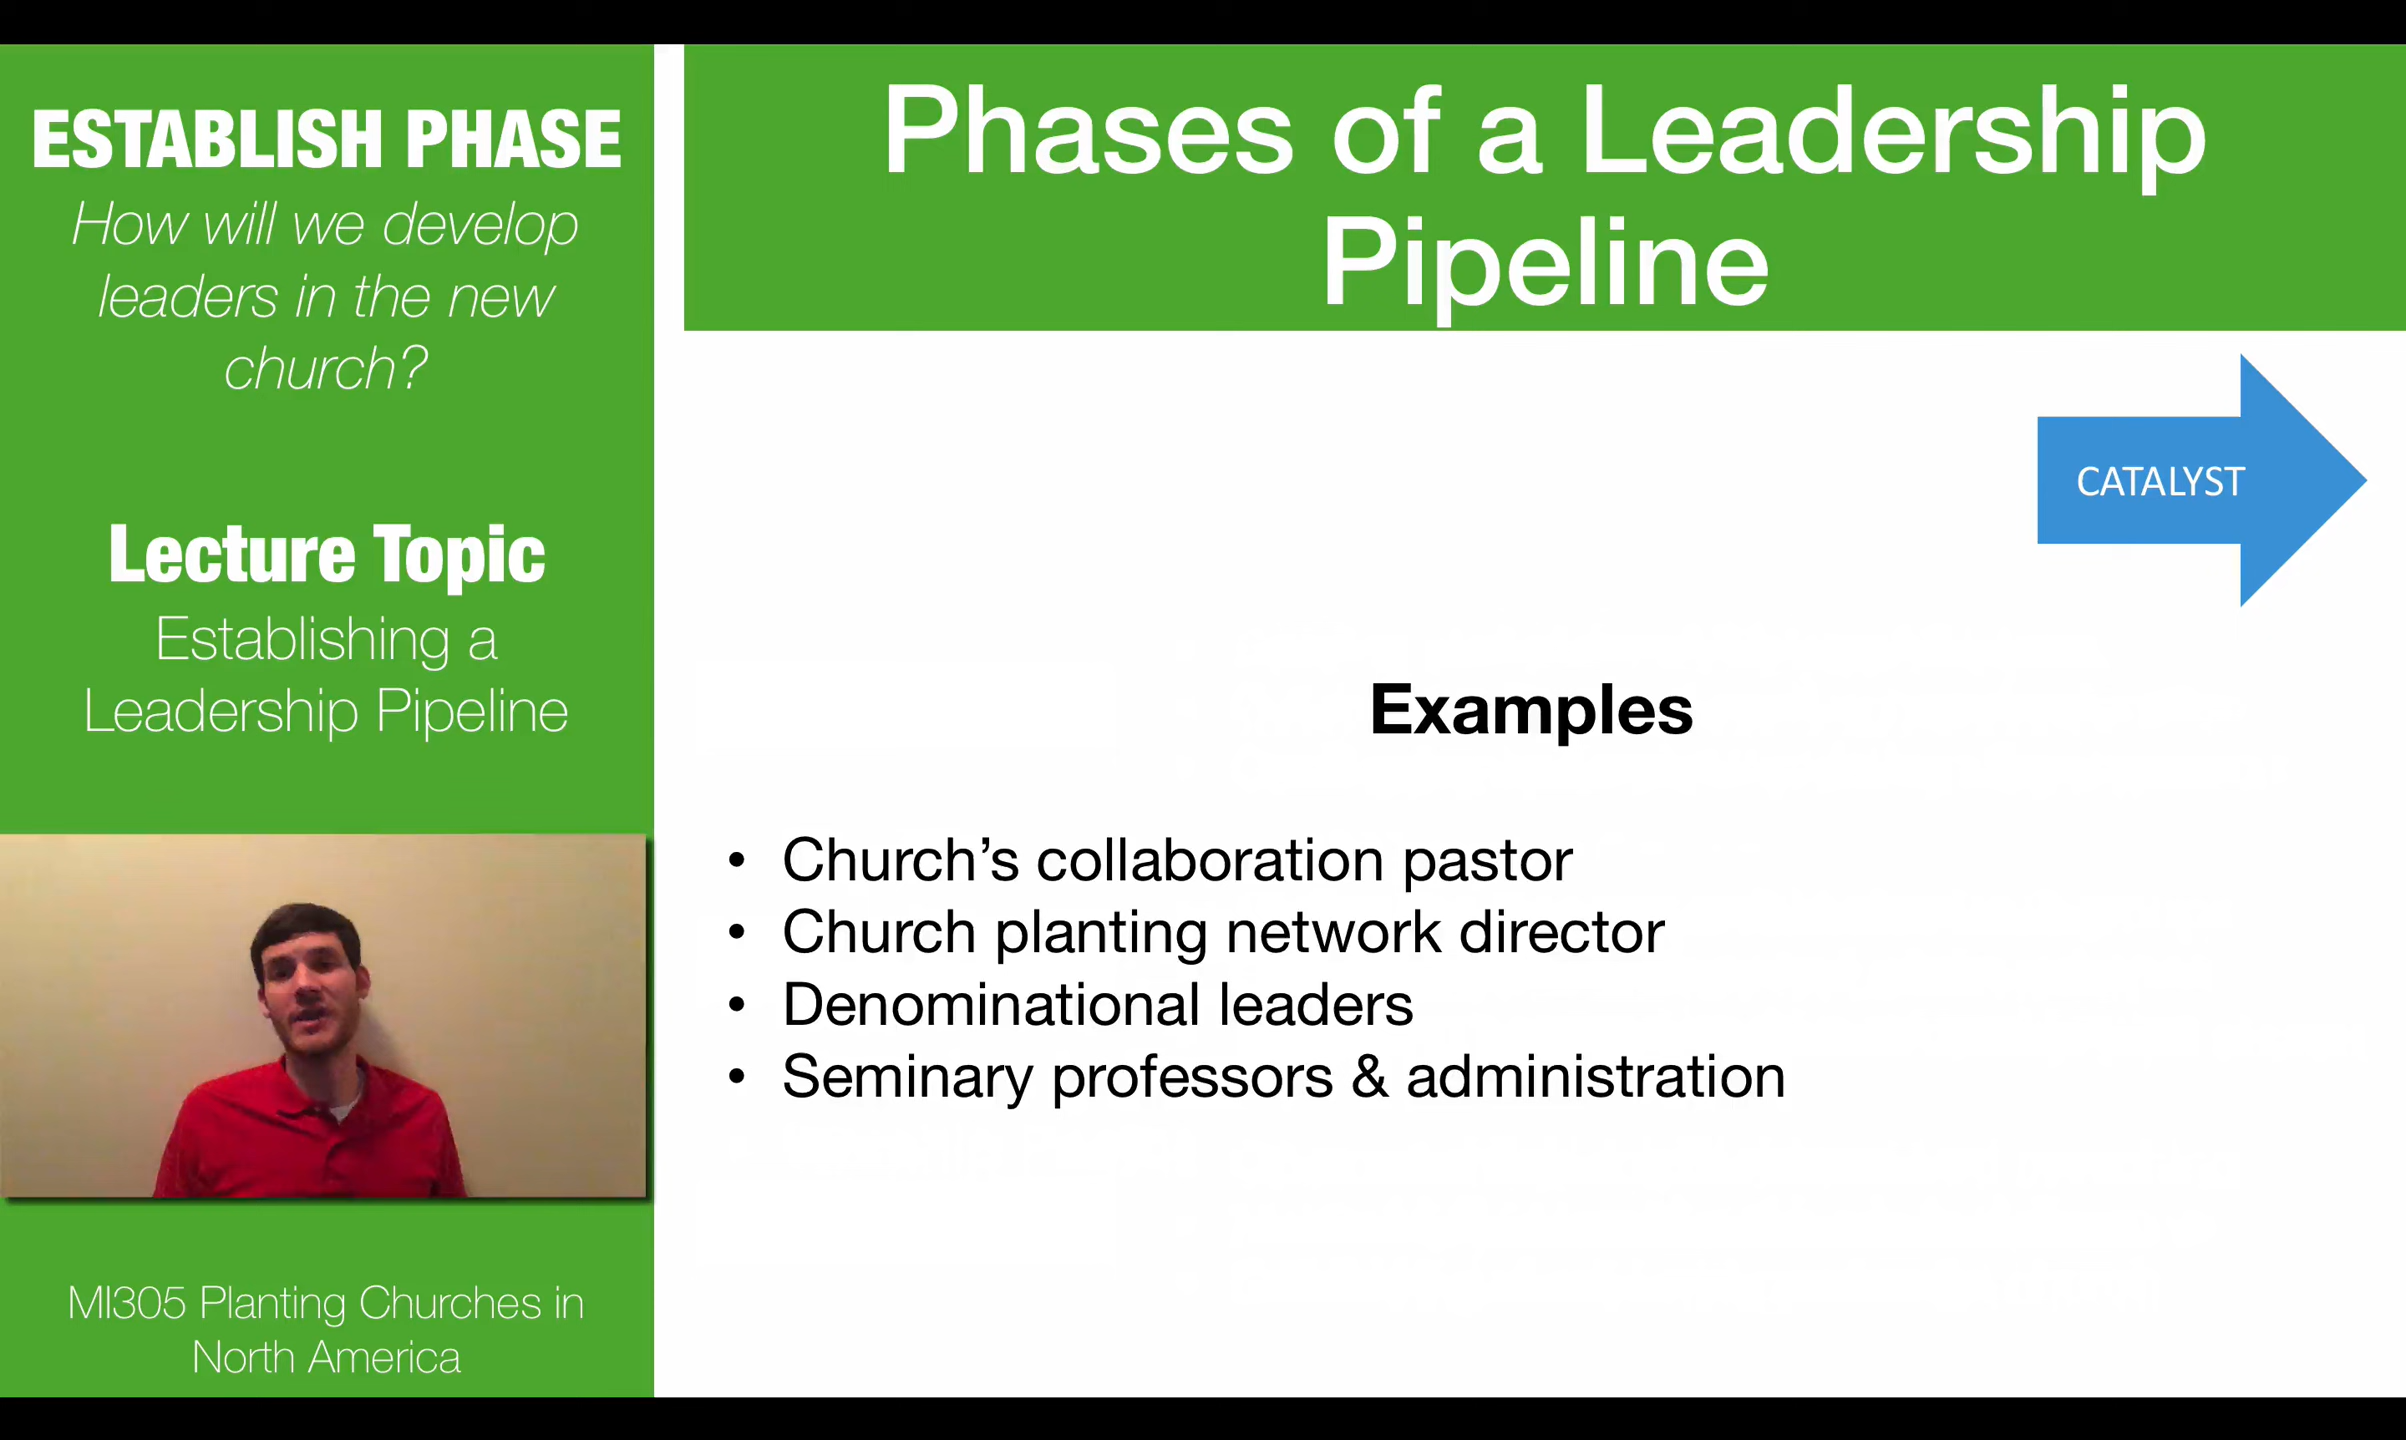 ESTABLISH PHASE
How will we develop
leaders in the new
church?
Lecture Topic
Establishing a
Leadership Pipeline
MI305 Planting Churches in
North America
Phases of a Leadership
Pipeline
CATALYST
Examples
• Church’s collaboration pastor
• Church planting network director
• Denominational leaders
• Seminary professors & administration